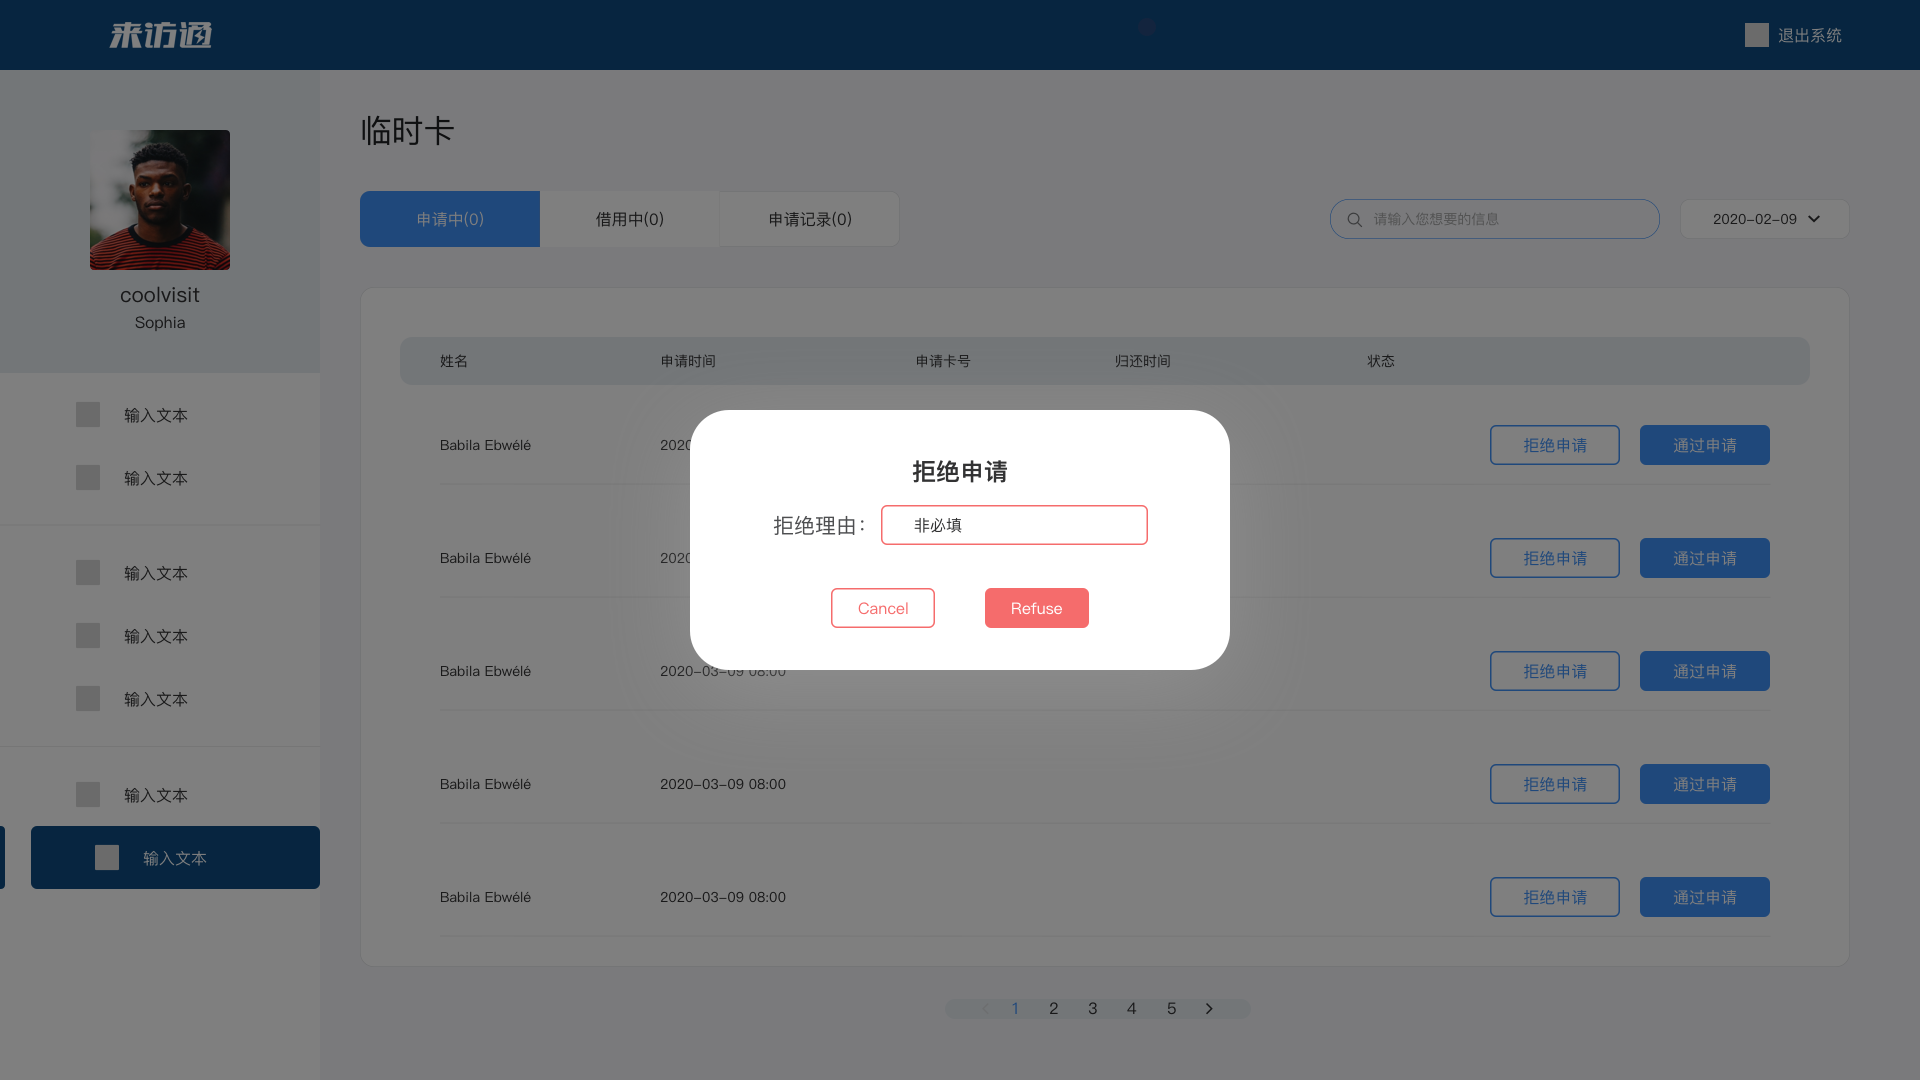 来访通
退出系统
coolvisit
Sophia
输入文本
输入文本
输入文本
输入文本
输入文本
输入文本
输入文本
临时卡
申请中(0)
借用中(0)
申请记录(0)
请输入您想要的信息
2020-02-09
姓名
申请时间
申请卡号
归还时间
状态
Babila Ebwélé
2020
拒绝申请
通过申请
Babila Ebwélé
2020
拒绝申请
通过申请
Babila Ebwélé
2020-03-09 08:00
拒绝申请
通过申请
Babila Ebwélé
2020-03-09 08:00
拒绝申请
通过申请
Babila Ebwélé
2020-03-09 08:00
拒绝申请
通过申请
拒绝申请
拒绝理由：
非必填
Cancel
Refuse
1 2 3 4 5